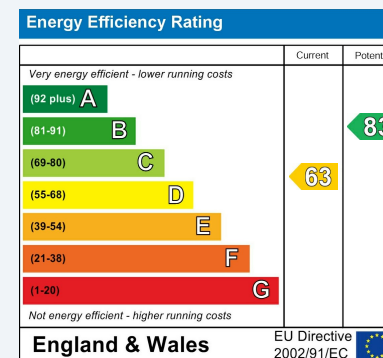 Energy Efficiency Rating
Current Potent
Very energy efficient - lower running costs
(92 plus) A
(81-91) B
83
(69-80) C
63
(55-68) D
(39-54) E
(21-38) F
(1-20) G
Not energy efficient - higher running costs
England & Wales
EU Directive
2002/91/EC